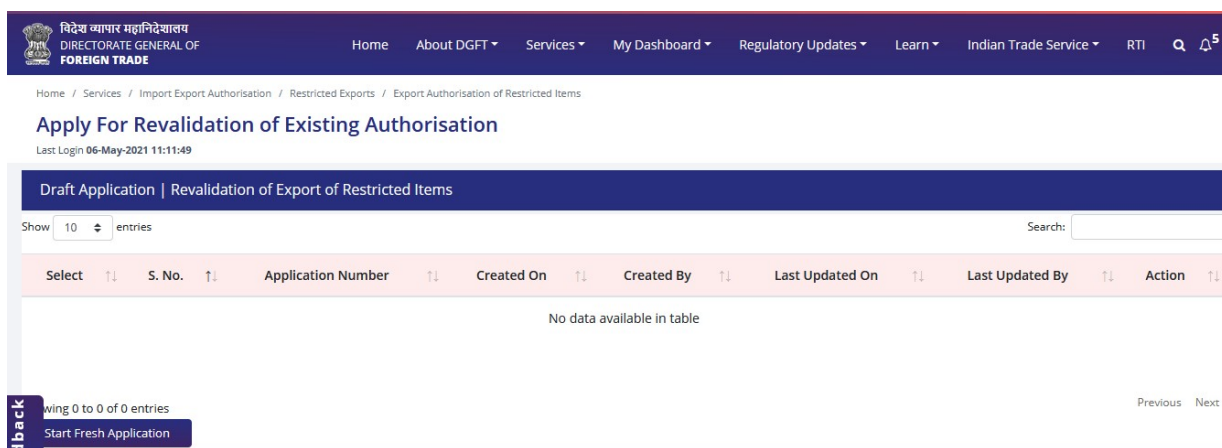 विदेश व्यापार महानिदेशालय
DIRECTORATE GENERAL OF
FOREIGN TRADE
Home About DGFT Services My Dashboard Regulatory Updates Learn Indian Trade Service RTI 5
Home / Services / Import Export Authorisation / Restricted Exports / Export Authorisation of Restricted Items
Apply For Revalidation of Existing Authorisation
Last Login 06-May-2021 11:11:49
Draft Application | Revalidation of Export of Restricted Items
Show 10 entries Search:
Select S. No. Application Number Created On Created By Last Updated On Last Updated By Action
No data available in table
wing 0 to 0 of 0 entries Previous Next
dback
Start Fresh Application